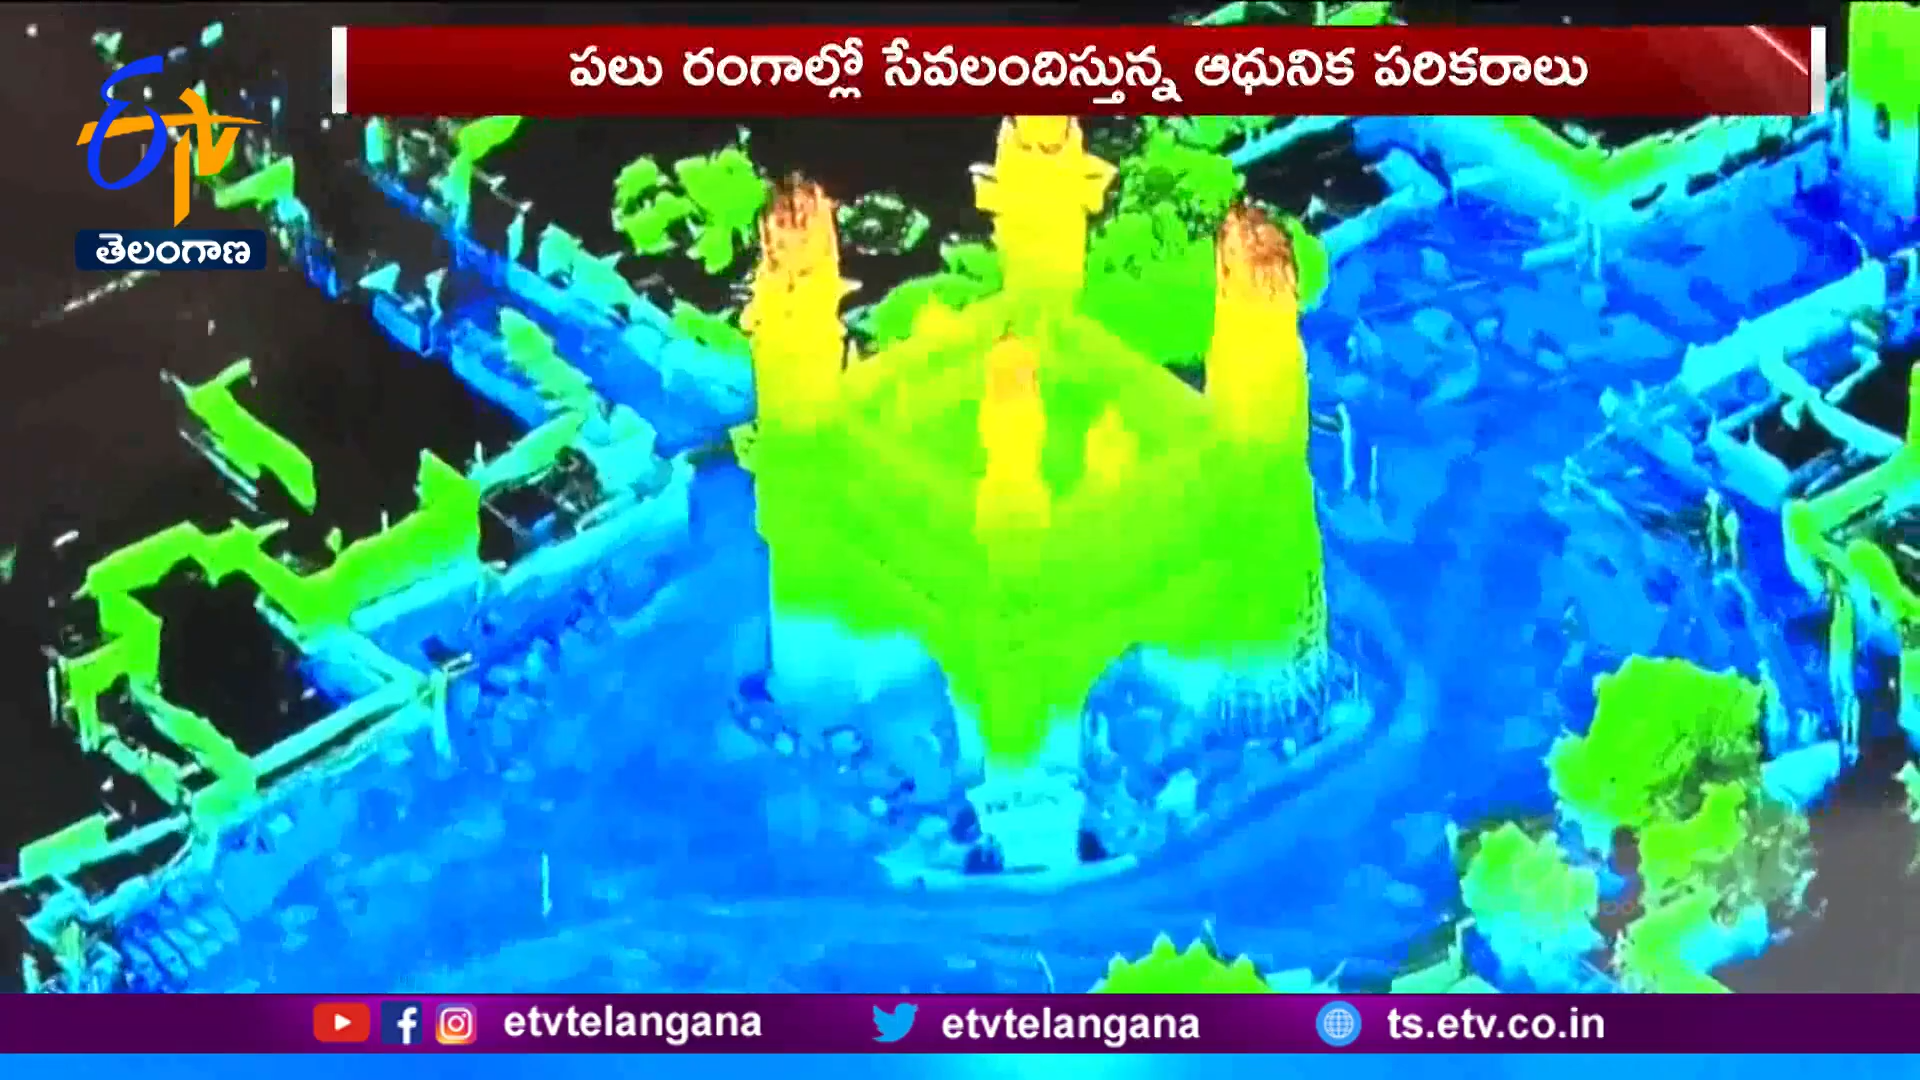 పలు రంగాల్లో సేవలందిస్తున్న ఆధునిక పరికరాలు
ETV
తెలంగాణ
etvtelangana
etvtelangana
ts.etv.co.in